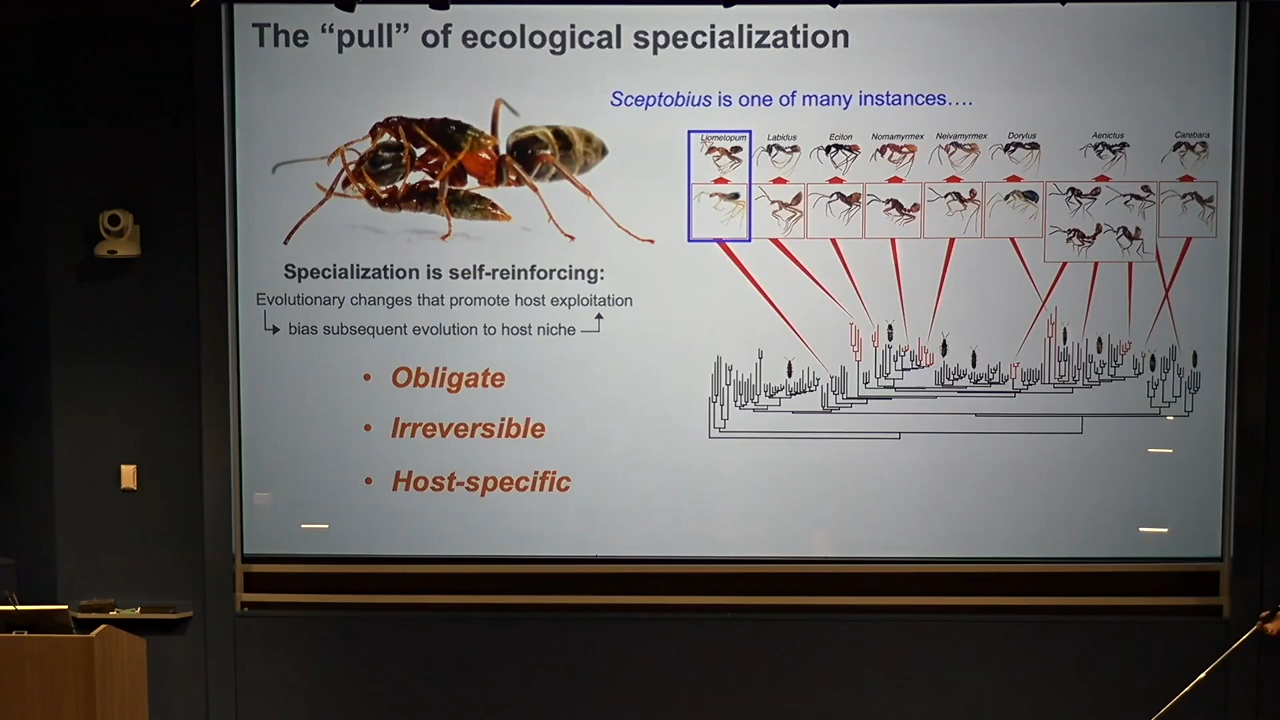 The “pull” of ecological specialization
Sceptobius is one of many instances….
Liometopum Labidus Eciton Nomamyrmex Neivamyrmex Dorylus Aenictus Carebara
Specialization is self-reinforcing:
Evolutionary changes that promote host exploitation
bias subsequent evolution to host niche
• Obligate
• Irreversible
• Host-specific